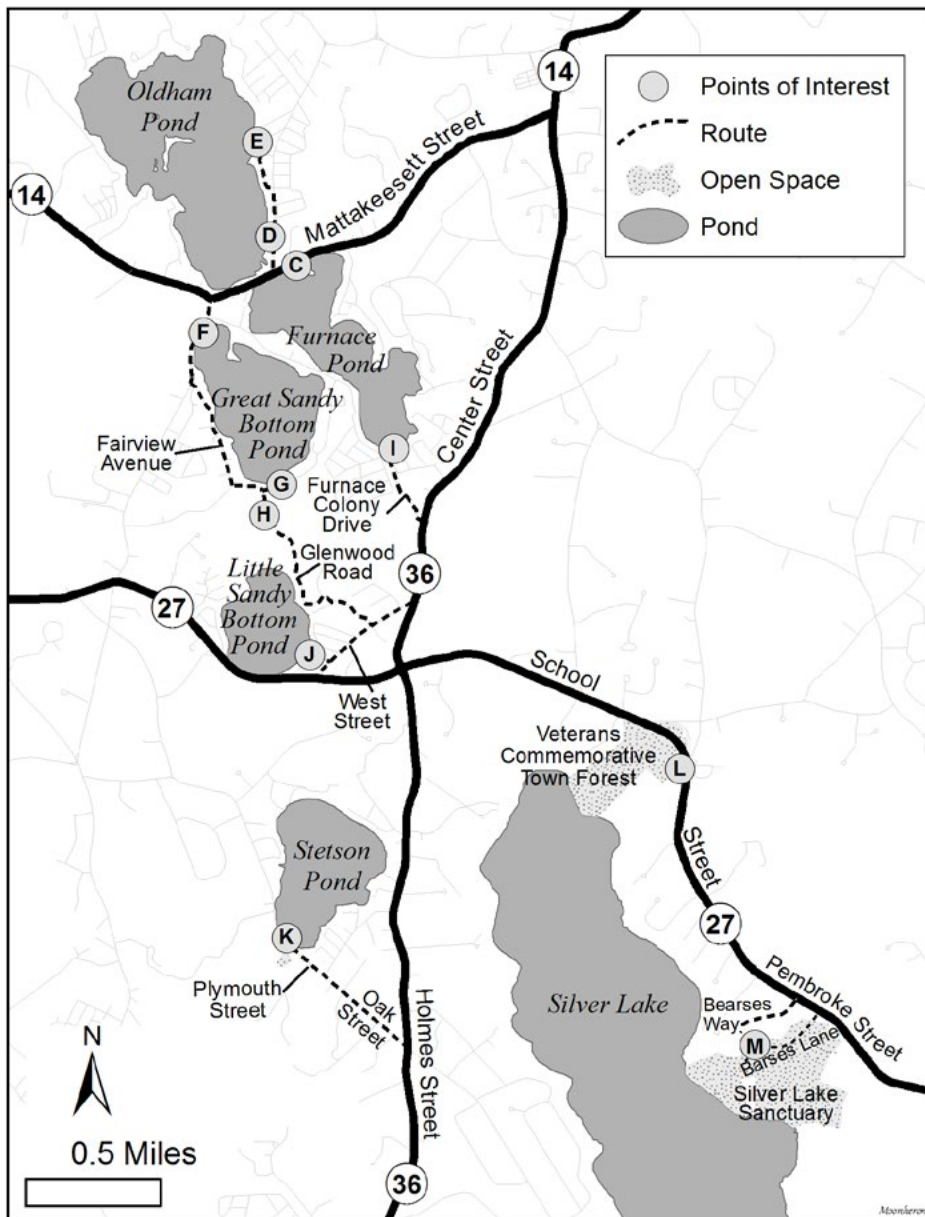 Oldham
Pond
E
14
Mattakeesett Street
14
D
C
Points of Interest
Route
Open Space
Pond
F
Furnace
Pond
Great Sandy
Bottom
Pond
Fairview
Avenue
Center Street
I
G
H
Furnace
Colony
Drive
Glenwood
Road
36
Little
Sandy
Bottom
Pond
27
J
West
Street
School
Veterans
Commemorative
Town Forest
L
Street
27
Stetson
Pond
K
Plymouth
Street
Oak
Street
Holmes Street
Silver Lake
Pembroke Street
Bearses
Way
M
Barses Lane
Silver Lake
Sanctuary
N
0.5 Miles
36
Moonheron